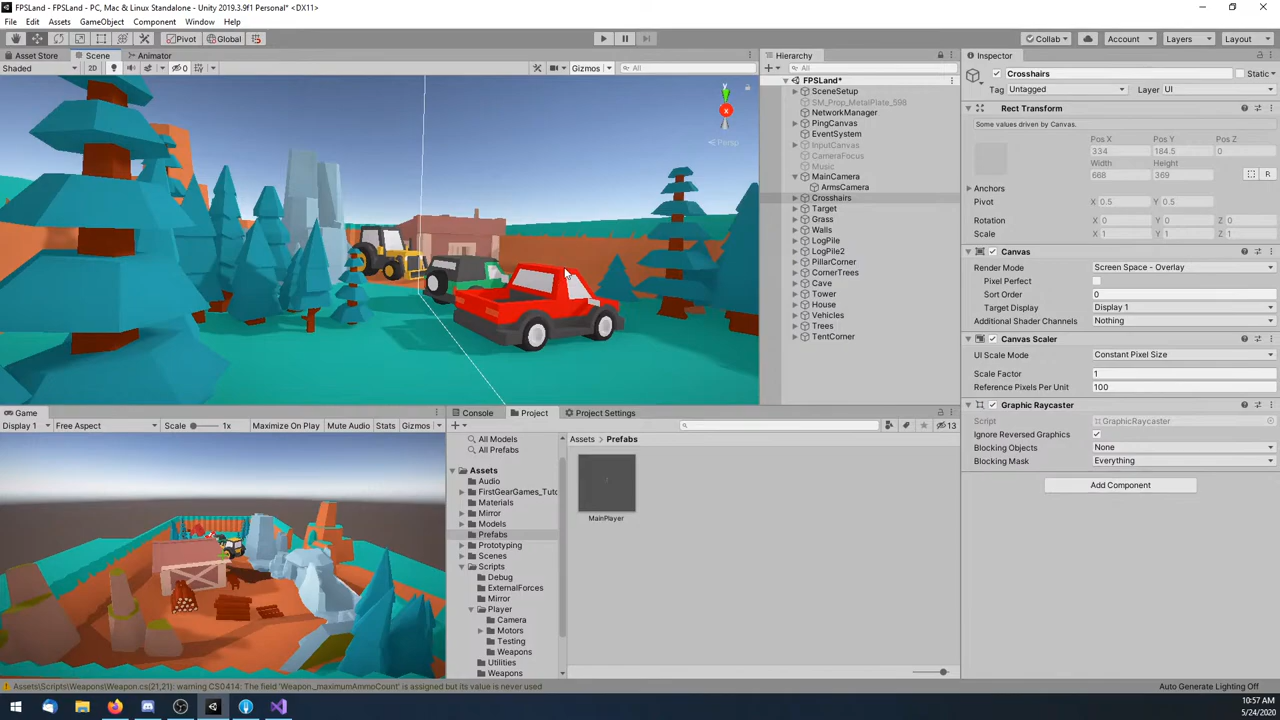 FPSLand - FPSLand - PC, Mac & Linux Standalone - Unity 2019.3.9f1 Personal* <DX11>
File Edit Assets GameObject Component Window Help
Pivot Global Collab Account Layers Layout
Asset Store Scene Animator
Shaded 2D 0 Gizmos All
y
x
Persp
Hierarchy
All
FPSLand*
SceneSetup
SM_Prop_MetalPlate_598
NetworkManager
PingCanvas
EventSystem
InputCanvas
CameraFocus
Music
MainCamera
ArmsCamera
Crosshairs
Target
Grass
Walls
LogPile
LogPile2
PillarCorner
CornerTrees
Cave
Tower
House
Vehicles
Trees
TentCorner
Inspector
Crosshairs Static
Tag Untagged Layer UI
Rect Transform
Some values driven by Canvas.
Pos X Pos Y Pos Z
334 184.5 0
Width Height
668 369 R
Anchors
Pivot X 0.5 Y 0.5
Rotation X 0 Y 0 Z 0
Scale X 1 Y 1 Z 1
Canvas
Render Mode Screen Space - Overlay
Pixel Perfect
Sort Order 0
Target Display Display 1
Additional Shader Channels Nothing
Canvas Scaler
UI Scale Mode Constant Pixel Size
Scale Factor 1
Reference Pixels Per Unit 100
Graphic Raycaster
Script GraphicRaycaster
Ignore Reversed Graphics
Blocking Objects None
Blocking Mask Everything
Add Component
Game
Display 1 Free Aspect Scale 1x Maximize On Play Mute Audio Stats Gizmos
Console Project Project Settings
13
All Models
All Prefabs
Assets
Audio
FirstGearGames_Tuto
Materials
Mirror
Models
Prefabs
Prototyping
Scenes
Scripts
Debug
ExternalForces
Mirror
Player
Camera
Motors
Testing
Weapons
Utilities
Weapons
Assets > Prefabs
MainPlayer
Assets\Scripts\Weapons\Weapon.cs(21,21): warning CS0414: The field 'Weapon._maximumAmmoCount' is assigned but its value is never used
Auto Generate Lighting Off
10:57 AM
5/24/2020